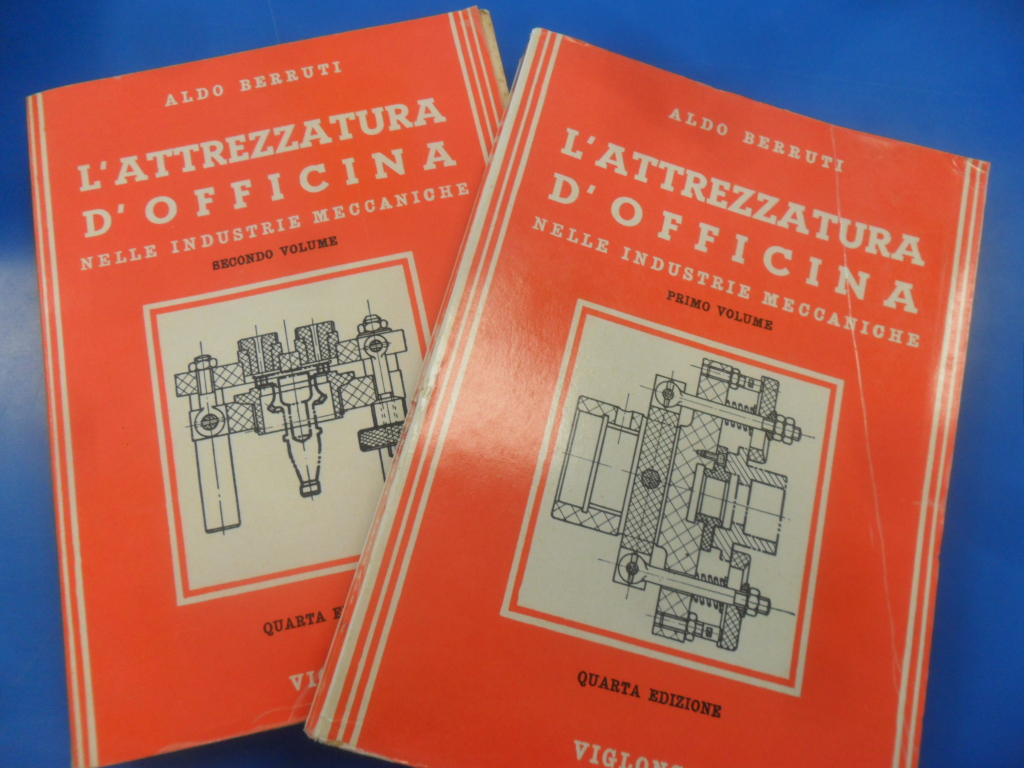 ALDO BERRUTI
L'ATTREZZATURA
D'OFFICINA
NELLE INDUSTRIE MECCANICHE
SECONDO VOLUME
QUARTA
ALDO BERRUTI
L'ATTREZZATURA
D'OFFICINA
NELLE INDUSTRIE MECCANICHE
PRIMO VOLUME
QUARTA EDIZIONE